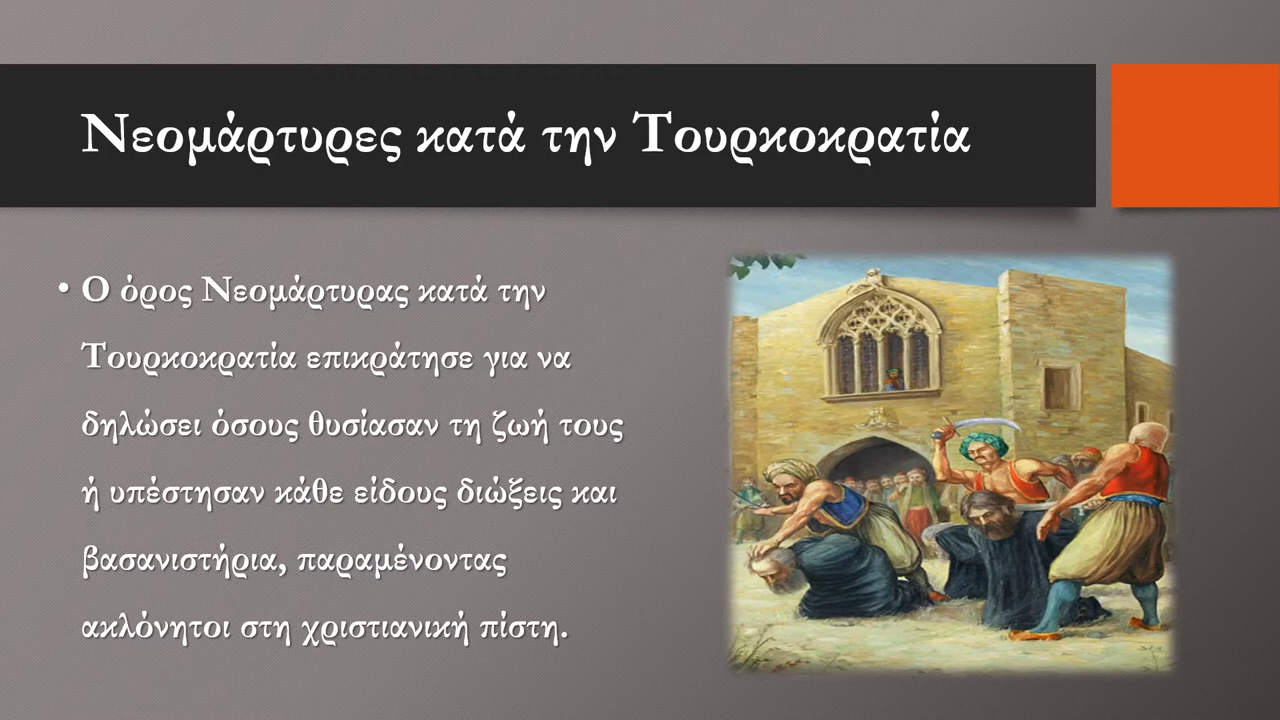 Νεομάρτυρες κατά την Τουρκοκρατία
• Ο όρος Νεομάρτυρας κατά την
Τουρκοκρατία επικράτησε για να
δηλώσει όσους θυσίασαν τη ζωή τους
ή υπέστησαν κάθε είδους διώξεις και
βασανιστήρια, παραμένοντας
ακλόνητοι στη χριστιανική πίστη.